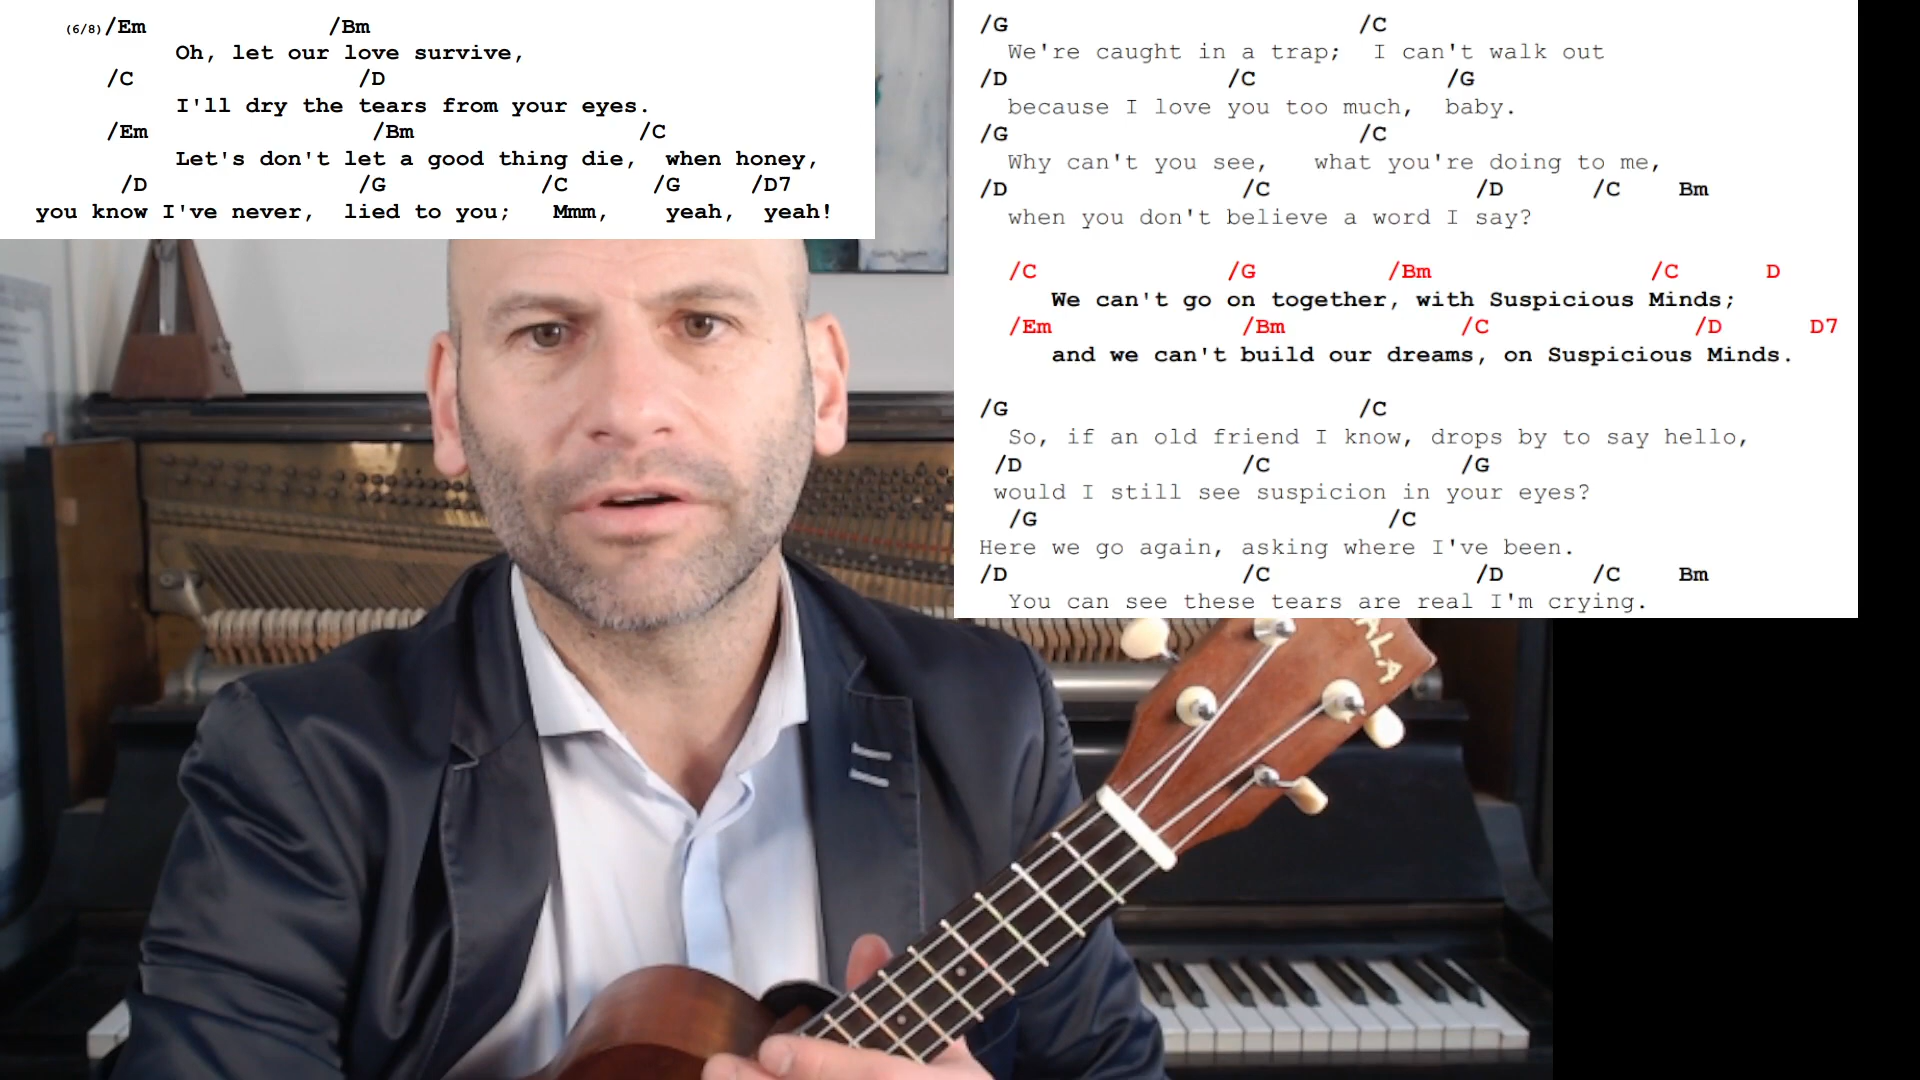 (6/8)/Em /Bm
Oh, let our love survive,
/C /D
I'll dry the tears from your eyes.
/Em /Bm /C
Let's don't let a good thing die, when honey,
/D /G /C /G /D7
you know I've never, lied to you; Mmm, yeah, yeah!
/G /C
We're caught in a trap; I can't walk out
/D /C /G
because I love you too much, baby.
/G /C
Why can't you see, what you're doing to me,
/D /C /D /C Bm
when you don't believe a word I say?
/C /G /Bm /C D
We can't go on together, with Suspicious Minds;
/Em /Bm /C /D D7
and we can't build our dreams, on Suspicious Minds.
/G /C
So, if an old friend I know, drops by to say hello,
/D /C /G
would I still see suspicion in your eyes?
/G /C
Here we go again, asking where I've been.
/D /C /D /C Bm
You can see these tears are real I'm crying.
ALA